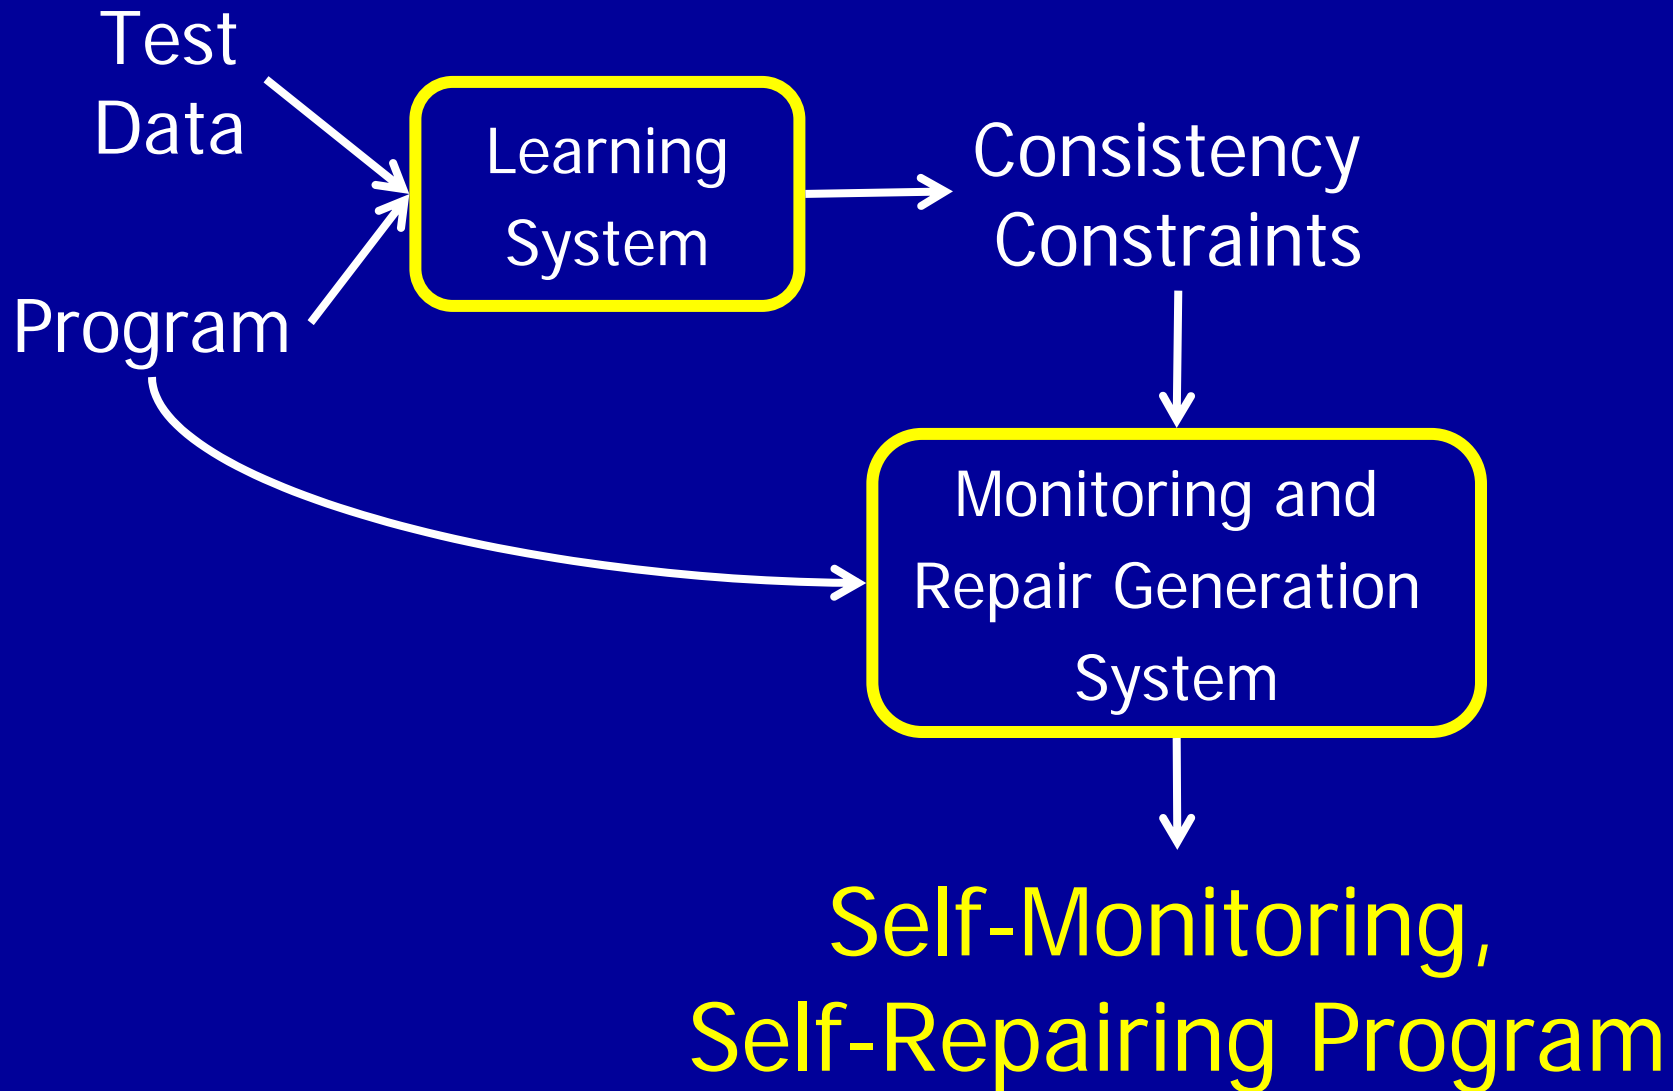 Test
Data
Learning
System
Consistency
Constraints
Program
Monitoring and
Repair Generation
System
Self-Monitoring,
Self-Repairing Program